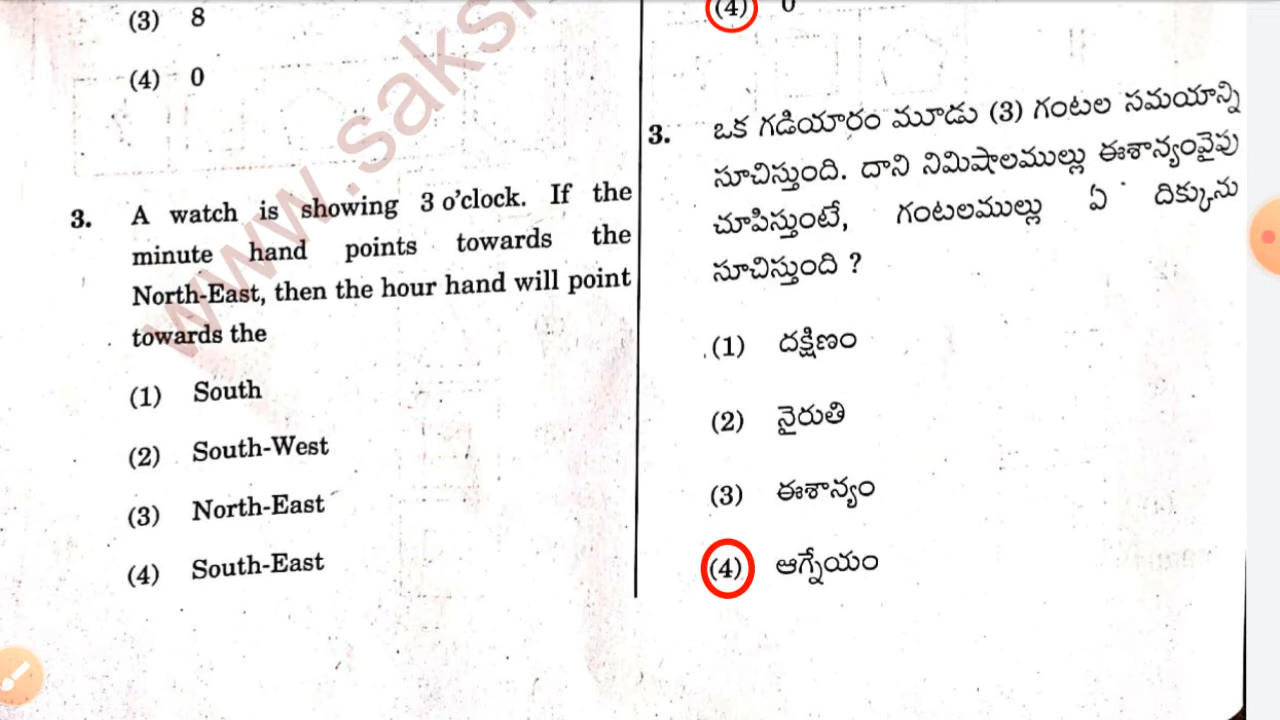 (3) 8
(4) 0
3. A watch is showing 3 o'clock. If the
minute hand points towards the
North-East, then the hour hand will point
towards the
(1) South
(2) South-West
(3) North-East
(4) South-East
(4) 0
3. ఒక గడియారం మూడు (3) గంటల సమయాన్ని
సూచిస్తుంది. దాని నిమిషాలముల్లు ఈశాన్యంవైపు
చూపిస్తుంటే, గంటలముల్లు ఏ దిక్కును
సూచిస్తుంది ?
(1) దక్షిణం
(2) నైరుతి
(3) ఈశాన్యం
(4) ఆగ్నేయం
www.saks